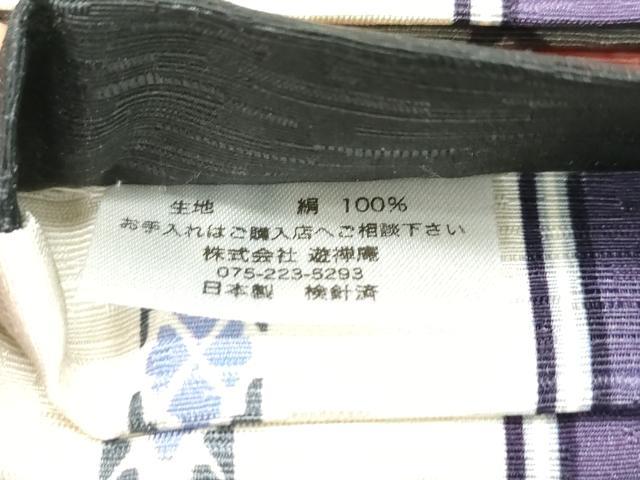 生地 絹 100%
お手入れはご購入店へご相談下さい
株式会社 遊禅庵
075-223-5293
日本製 検針済